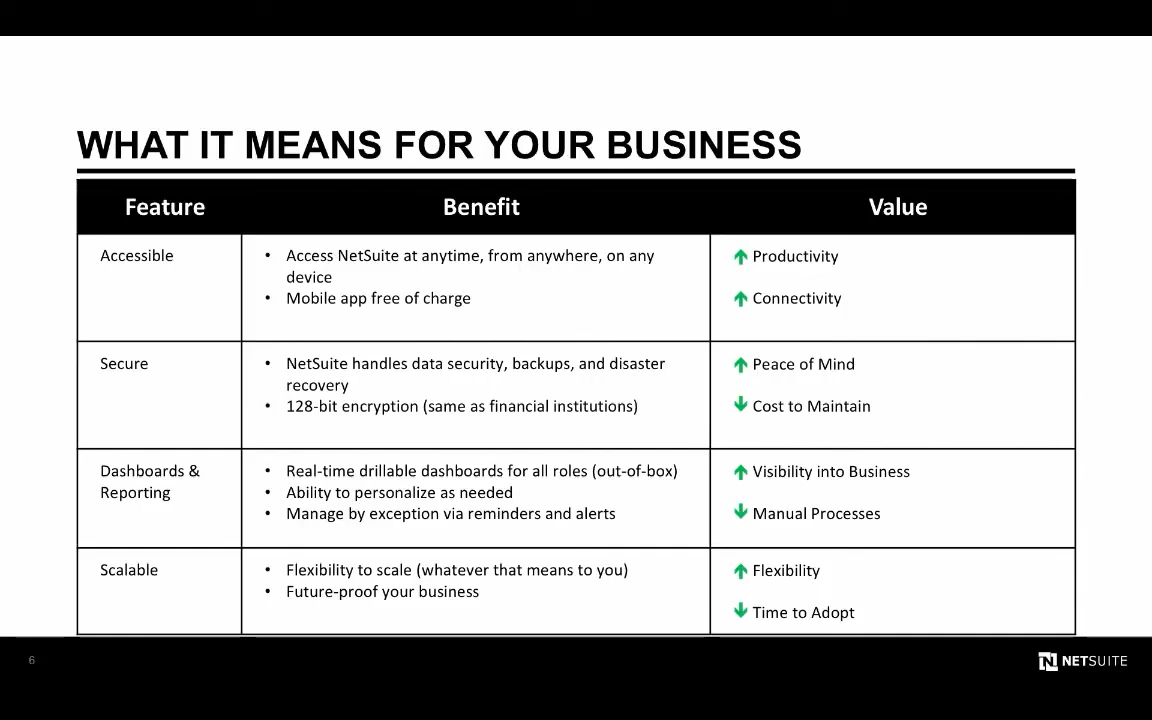 WHAT IT MEANS FOR YOUR BUSINESS
Feature
Benefit
Value
Accessible
• Access NetSuite at anytime, from anywhere, on any
device
• Mobile app free of charge
Productivity
Connectivity
Secure
• NetSuite handles data security, backups, and disaster
recovery
• 128-bit encryption (same as financial institutions)
Peace of Mind
Cost to Maintain
Dashboards &
Reporting
• Real-time drillable dashboards for all roles (out-of-box)
• Ability to personalize as needed
• Manage by exception via reminders and alerts
Visibility into Business
Manual Processes
Scalable
• Flexibility to scale (whatever that means to you)
• Future-proof your business
Flexibility
Time to Adopt
6
NETSUITE